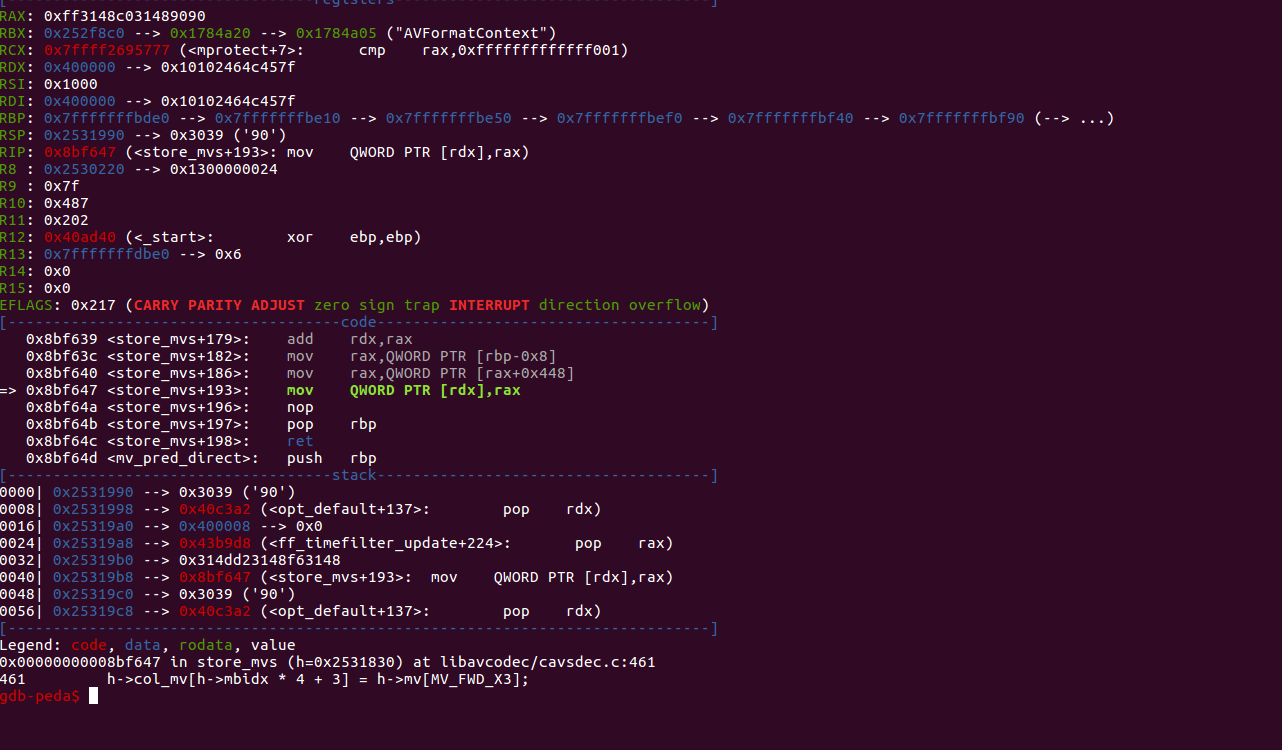 [------------------------------------registers-----------------------------------]
RAX: 0xff3148c031489090
RBX: 0x252f8c0 --> 0x1784a20 --> 0x1784a05 ("AVFormatContext")
RCX: 0x7ffff2695777 (<mprotect+7>:      cmp    rax,0xfffffffffffff001)
RDX: 0x400000 --> 0x10102464c457f
RSI: 0x1000
RDI: 0x400000 --> 0x10102464c457f
RBP: 0x7fffffffbde0 --> 0x7fffffffbe10 --> 0x7fffffffbe50 --> 0x7fffffffbef0 --> 0x7fffffffbf40 --> 0x7fffffffbf90 (--> ...)
RSP: 0x2531990 --> 0x3039 ('90')
RIP: 0x8bf647 (<store_mvs+193>: mov    QWORD PTR [rdx],rax)
R8 : 0x2530220 --> 0x1300000024
R9 : 0x7f
R10: 0x487
R11: 0x202
R12: 0x40ad40 (<_start>:        xor    ebp,ebp)
R13: 0x7fffffffdbe0 --> 0x6
R14: 0x0
R15: 0x0
EFLAGS: 0x217 (CARRY PARITY ADJUST zero sign trap INTERRUPT direction overflow)
[-------------------------------------code-------------------------------------]
   0x8bf639 <store_mvs+179>:    add    rdx,rax
   0x8bf63c <store_mvs+182>:    mov    rax,QWORD PTR [rbp-0x8]
   0x8bf640 <store_mvs+186>:    mov    rax,QWORD PTR [rax+0x448]
=> 0x8bf647 <store_mvs+193>:    mov    QWORD PTR [rdx],rax
   0x8bf64a <store_mvs+196>:    nop
   0x8bf64b <store_mvs+197>:    pop    rbp
   0x8bf64c <store_mvs+198>:    ret
   0x8bf64d <mv_pred_direct>:   push   rbp
[------------------------------------stack-------------------------------------]
0000| 0x2531990 --> 0x3039 ('90')
0008| 0x2531998 --> 0x40c3a2 (<opt_default+137>:        pop    rdx)
0016| 0x25319a0 --> 0x400008 --> 0x0
0024| 0x25319a8 --> 0x43b9d8 (<ff_timefilter_update+224>:       pop    rax)
0032| 0x25319b0 --> 0x314dd23148f63148
0040| 0x25319b8 --> 0x8bf647 (<store_mvs+193>:  mov    QWORD PTR [rdx],rax)
0048| 0x25319c0 --> 0x3039 ('90')
0056| 0x25319c8 --> 0x40c3a2 (<opt_default+137>:        pop    rdx)
[------------------------------------------------------------------------------]
Legend: code, data, rodata, value
0x00000000008bf647 in store_mvs (h=0x2531830) at libavcodec/cavsdec.c:461
461         h->col_mv[h->mbidx * 4 + 3] = h->mv[MV_FWD_X3];
gdb-peda$